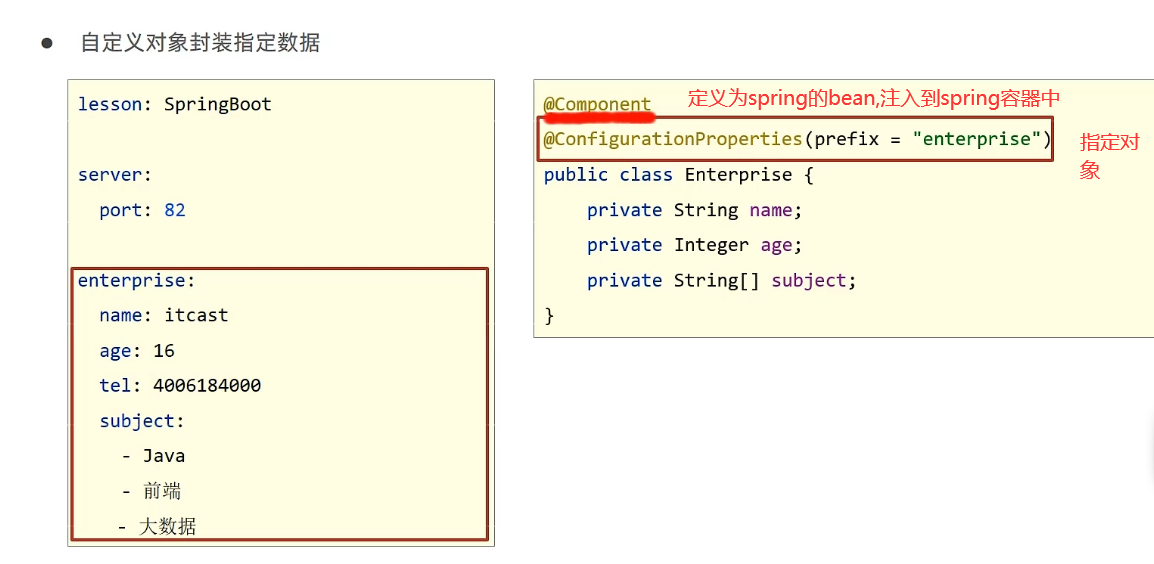 自定义对象封装指定数据
lesson: SpringBoot
server:
port: 82
enterprise:
name: itcast
age: 16
tel: 4006184000
subject:
- Java
- 前端
- 大数据
@Component 定义为spring的bean,注入到spring容器中
@ConfigurationProperties(prefix = "enterprise")
指定对
象
public class Enterprise {
private String name;
private Integer age;
private String[] subject;
}